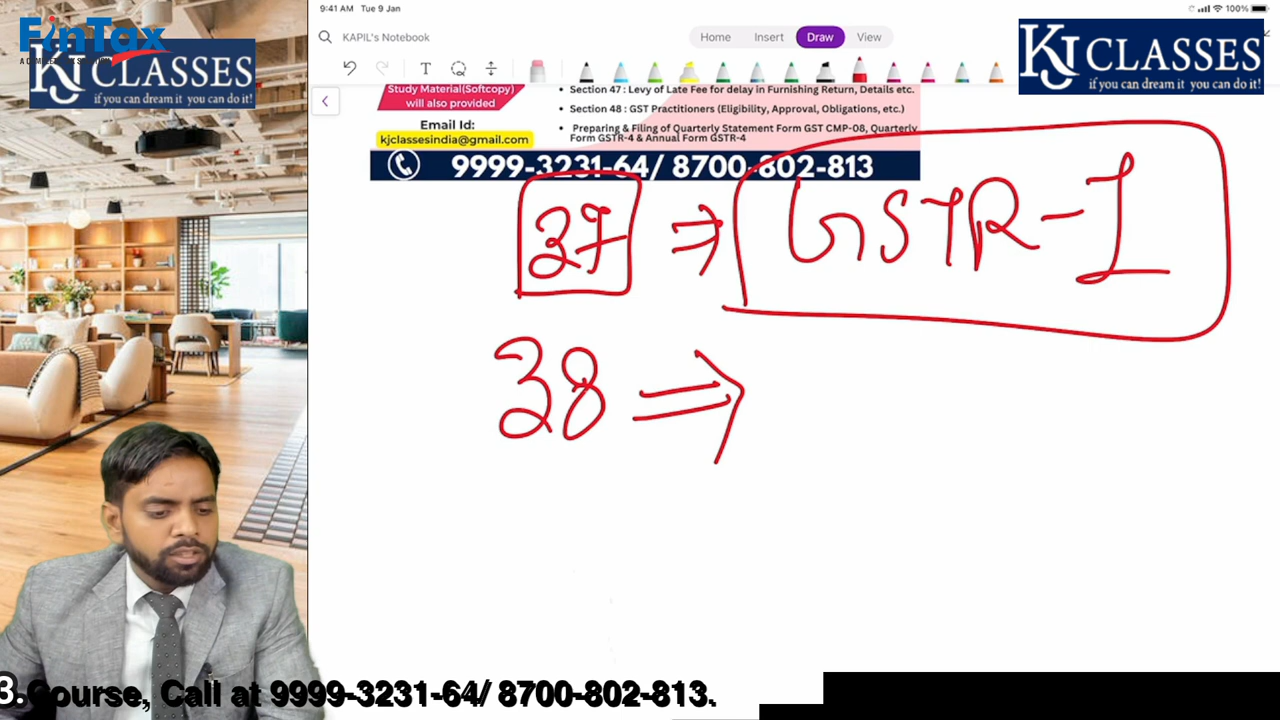 9:41 AM Tue 9 Jan
100%
FinTax
KJ CLASSES
if you can dream it you can do it!
KAPIL's Notebook
Home Insert Draw View
KJ CLASSES
if you can dream it you can do it!
Study Material(Softcopy)
will also provided
Email Id:
kjclassesindia@gmail.com
• Section 47 : Levy of Late Fee for delay in Furnishing Return, Details etc.
• Section 48 : GST Practitioners (Eligibility, Approval, Obligations, etc.)
• Preparing & Filing of Quarterly Statement Form GST CMP-08, Quarterly
Form GSTR-4 & Annual Form GSTR-4
9999-3231-64/ 8700-802-813
37 ⇒ GSTR-1
38 ⇒
3.Course, Call at 9999-3231-64/ 8700-802-813.